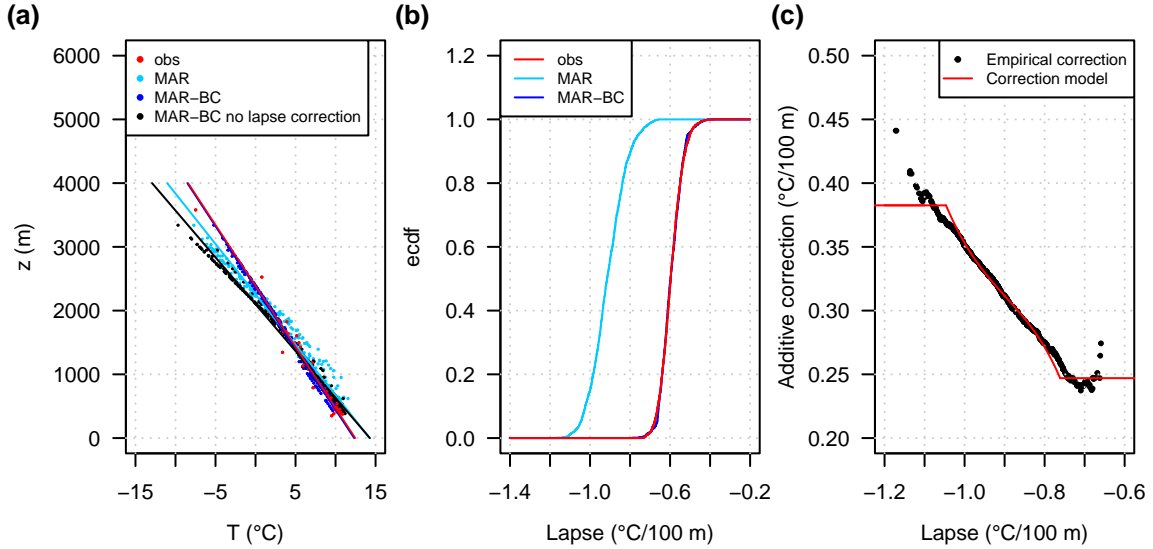 (a)
6000
5000
4000
3000
2000
1000
0
z (m)
obs
MAR
MAR−BC
MAR−BC no lapse correction
−15
−5
5
15
T (°C)
(b)
1.2
1.0
0.8
0.6
0.4
0.2
0.0
ecdf
obs
MAR
MAR−BC
−1.4
−1.0
−0.6
−0.2
Lapse (°C/100 m)
(c)
0.50
0.45
0.40
0.35
0.30
0.25
0.20
Additive correction (°C/100 m)
Empirical correction
Correction model
−1.2
−1.0
−0.8
−0.6
Lapse (°C/100 m)